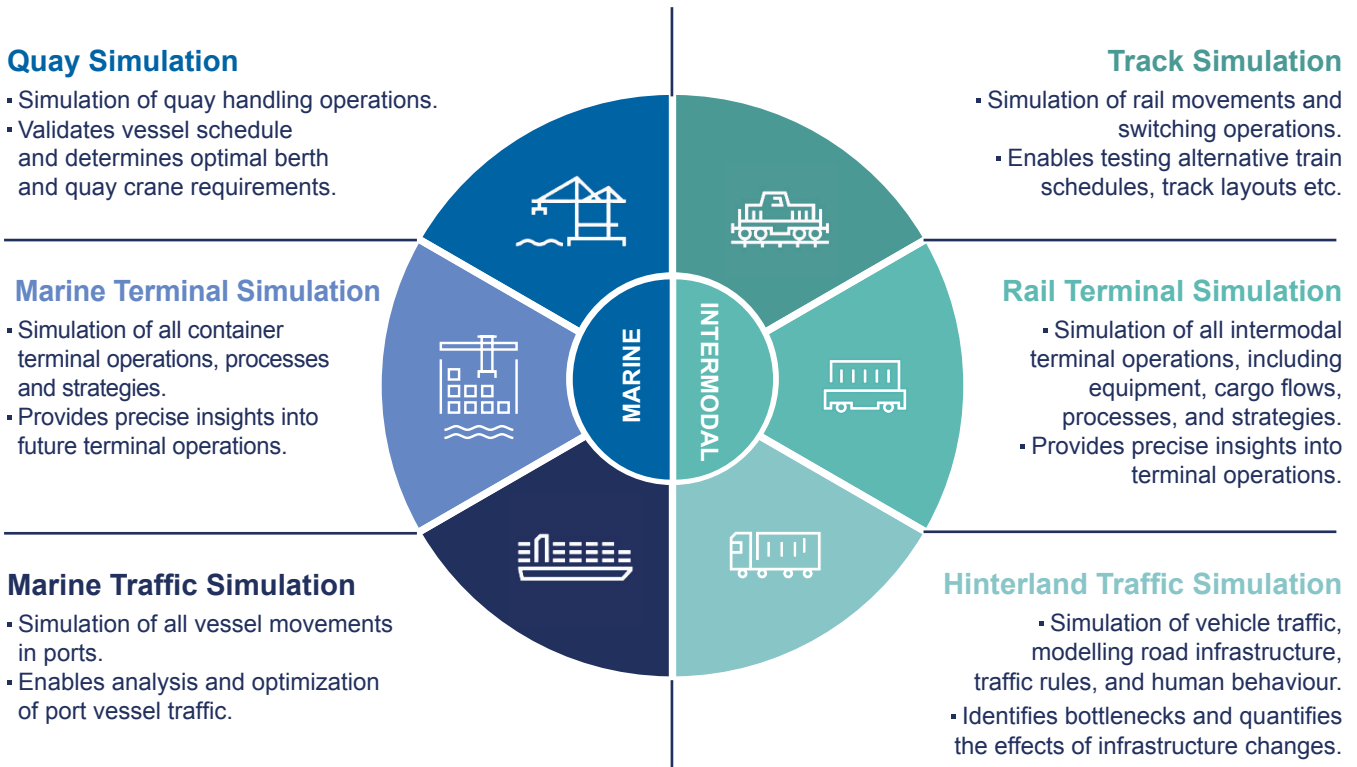 Quay Simulation
▪ Simulation of quay handling operations.
▪ Validates vessel schedule
and determines optimal berth
and quay crane requirements.
Marine Terminal Simulation
▪ Simulation of all container
terminal operations, processes
and strategies.
▪ Provides precise insights into
future terminal operations.
Marine Traffic Simulation
▪ Simulation of all vessel movements
in ports.
▪ Enables analysis and optimization
of port vessel traffic.
MARINE
INTERMODAL
Track Simulation
▪ Simulation of rail movements and
switching operations.
▪ Enables testing alternative train
schedules, track layouts etc.
Rail Terminal Simulation
▪ Simulation of all intermodal
terminal operations, including
equipment, cargo flows,
processes, and strategies.
▪ Provides precise insights into
terminal operations.
Hinterland Traffic Simulation
▪ Simulation of vehicle traffic,
modelling road infrastructure,
traffic rules, and human behaviour.
▪ Identifies bottlenecks and quantifies
the effects of infrastructure changes.